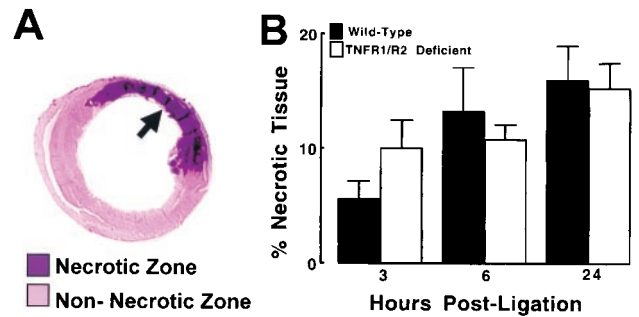 A
Necrotic Zone
Non- Necrotic Zone
B
Wild-Type
TNFR1/R2 Deficient
% Necrotic Tissue
20
10
0
3 6 24
Hours Post-Ligation